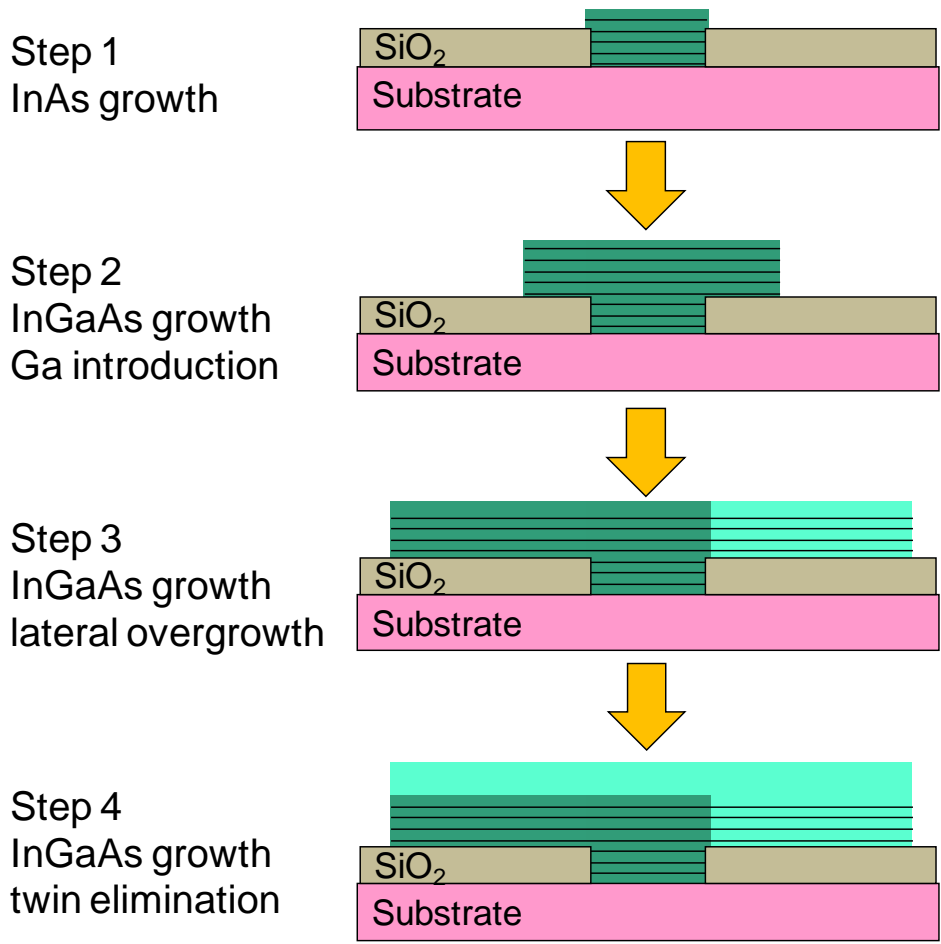 Step 1
InAs growth
SiO₂
Substrate
Step 2
InGaAs growth
Ga introduction
SiO₂
Substrate
Step 3
InGaAs growth
lateral overgrowth
SiO₂
Substrate
Step 4
InGaAs growth
twin elimination
SiO₂
Substrate